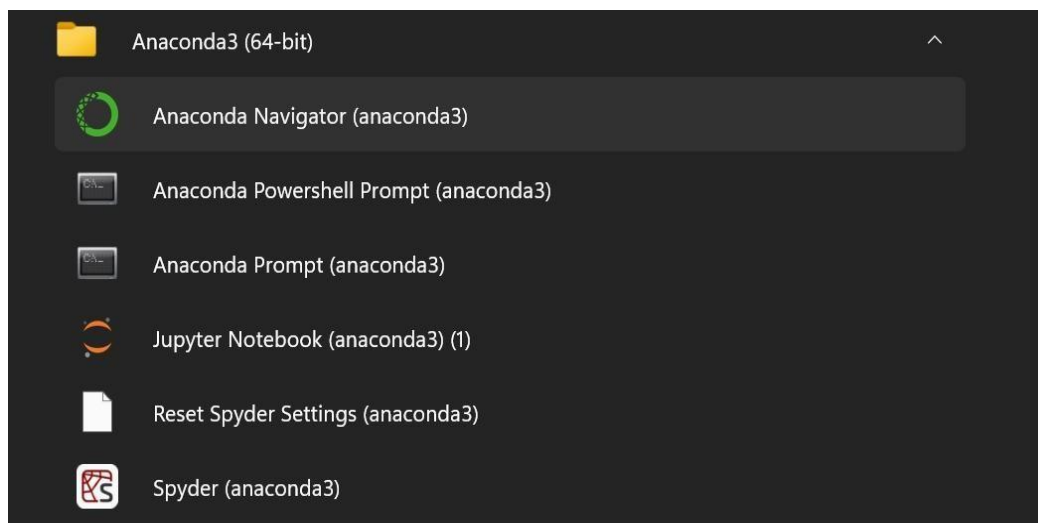 Anaconda3 (64-bit)
Anaconda Navigator (anaconda3)
Anaconda Powershell Prompt (anaconda3)
Anaconda Prompt (anaconda3)
Jupyter Notebook (anaconda3) (1)
Reset Spyder Settings (anaconda3)
Spyder (anaconda3)